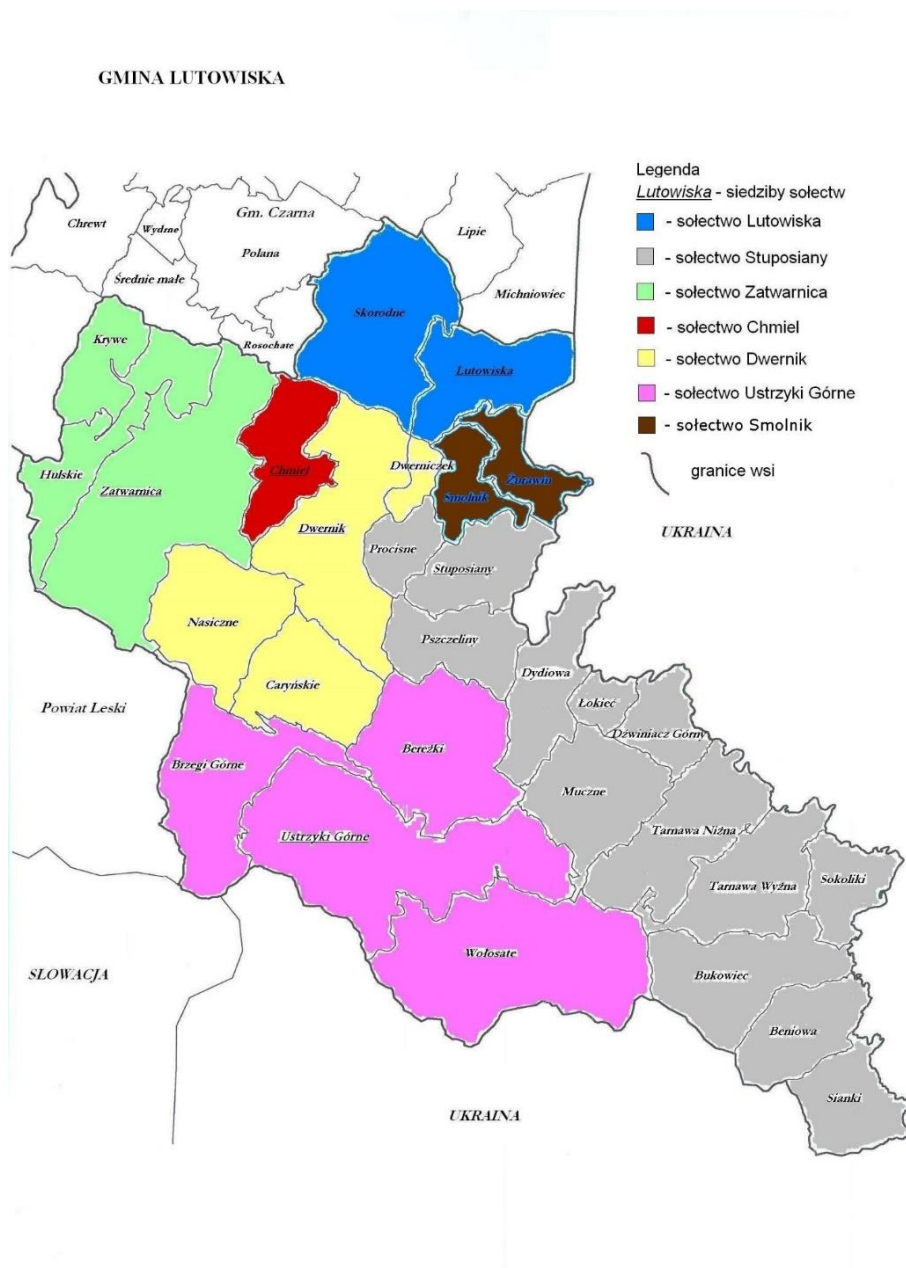 GMINA LUTOWISKA
Legenda
Lutowiska - siedziby sołectw
- sołectwo Lutowiska
- sołectwo Stuposiany
- sołectwo Zatwarnica
- sołectwo Chmiel
- sołectwo Dwernik
- sołectwo Ustrzyki Górne
- sołectwo Smolnik
granice wsi
Chrewt
Wydrne
Gm. Czarna
Polana
Lipie
Średnie małe
Michniowiec
Skorodne
Krywe
Rosochate
Lutowiska
Hulskie
Zatwarnica
Chmiel
Dwerniczek
Smolnik
Żurawin
Dwernik
UKRAINA
Procisne
Stuposiany
Nasiczne
Pszczeliny
Caryńskie
Dydiowa
Łokieć
Powiat Leski
Dźwiniacz Górny
Brzegi Górne
Bereżki
Muczne
Ustrzyki Górne
Tarnawa Niżna
Tarnawa Wyżna
Sokoliki
Wołosate
SLOWACJA
Bukowiec
Beniowa
Sianki
UKRAINA